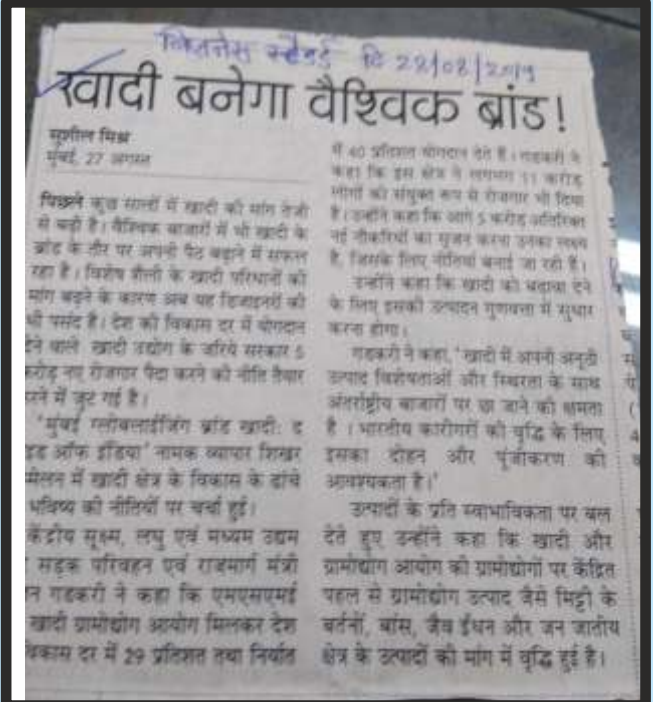 बिजनेस स्टैंडर्ड दि 28/08/2019
खादी बनेगा वैश्विक ब्रांड!
सुशील मिश्र
मुंबई, 27 अगस्त
पिछले कुछ सालों में खादी की मांग तेजी
से बढ़ी है। वैश्विक बाजारों में भी खादी के
ब्रांड के तौर पर अपनी पैठ बढ़ाने में सफल
रहा है। विशेष शैली के खादी परिधानों की
मांग बढ़ने के कारण अब यह डिजाइनरों की
भी पसंद है। देश की विकास दर में योगदान
देने वाले खादी उद्योग के जरिये सरकार 5
करोड़ नए रोजगार पैदा करने की नीति तैयार
करने में जुट गई है।
'मुंबई ग्लोबलाईजिंग ब्रांड खादी: द
इड ऑफ इंडिया' नामक व्यापार शिखर
मेलन में खादी क्षेत्र के विकास के ढांचे
भविष्य की नीतियों पर चर्चा हुई।
केंद्रीय सूक्ष्म, लघु एवं मध्यम उद्यम
सड़क परिवहन एवं राजमार्ग मंत्री
न गडकरी ने कहा कि एमएसएमई
खादी ग्रामोद्योग आयोग मिलकर देश
विकास दर में 29 प्रतिशत तथा निर्यात
में 40 प्रतिशत योगदान देते हैं। गडकरी ने
कहा कि इस क्षेत्र ने लगभग 11 करोड़
लोगों को संयुक्त रूप से रोजगार भी दिया
है। उन्होंने कहा कि आगे 5 करोड़ अतिरिक्त
नई नौकरियों का सृजन करना उनका लक्ष्य
है, जिसके लिए नीतियां बनाई जा रही हैं।
उन्होंने कहा कि खादी को बढ़ावा देने
के लिए इसकी उत्पादन गुणवत्ता में सुधार
करना होगा।
गडकरी ने कहा, 'खादी में अपनी अनूठी
उत्पाद विशेषताओं और स्थिरता के साथ
अंतर्राष्ट्रीय बाजारों पर छा जाने की क्षमता
है। भारतीय कारीगरों की वृद्धि के लिए
इसका दोहन और पूंजीकरण की
आवश्यकता है।'
उत्पादों के प्रति स्वाभाविकता पर बल
देते हुए उन्होंने कहा कि खादी और
ग्रामोद्योग आयोग की ग्रामोद्योगों पर केंद्रित
पहल से ग्रामोद्योग उत्पाद जैसे मिट्टी के
बर्तनों, बांस, जैव ईंधन और जन जातीय
क्षेत्र के उत्पादों की मांग में वृद्धि हुई है।